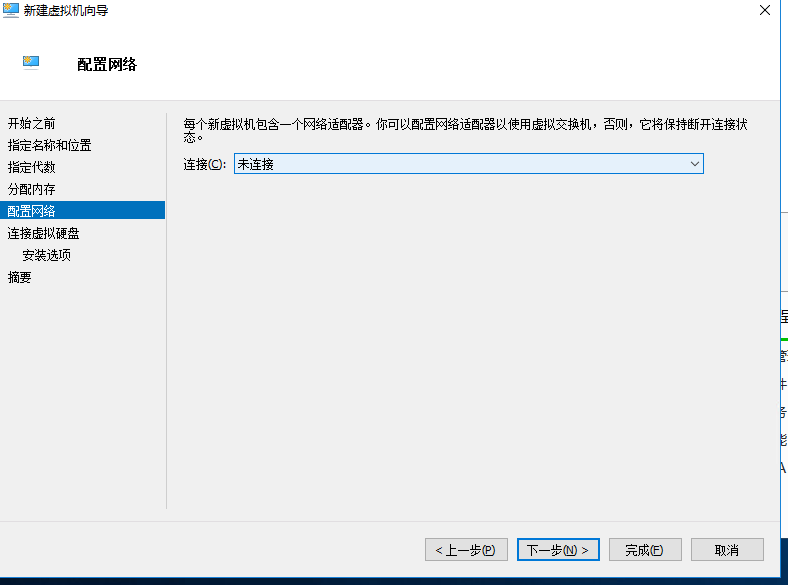 新建虚拟机向导
配置网络
开始之前
指定名称和位置
指定代数
分配内存
配置网络
连接虚拟硬盘
安装选项
摘要
每个新虚拟机包含一个网络适配器。你可以配置网络适配器以使用虚拟交换机，否则，它将保持断开连接状
态。
连接(C): 未连接
< 上一步(P) 下一步(N) > 完成(F) 取消